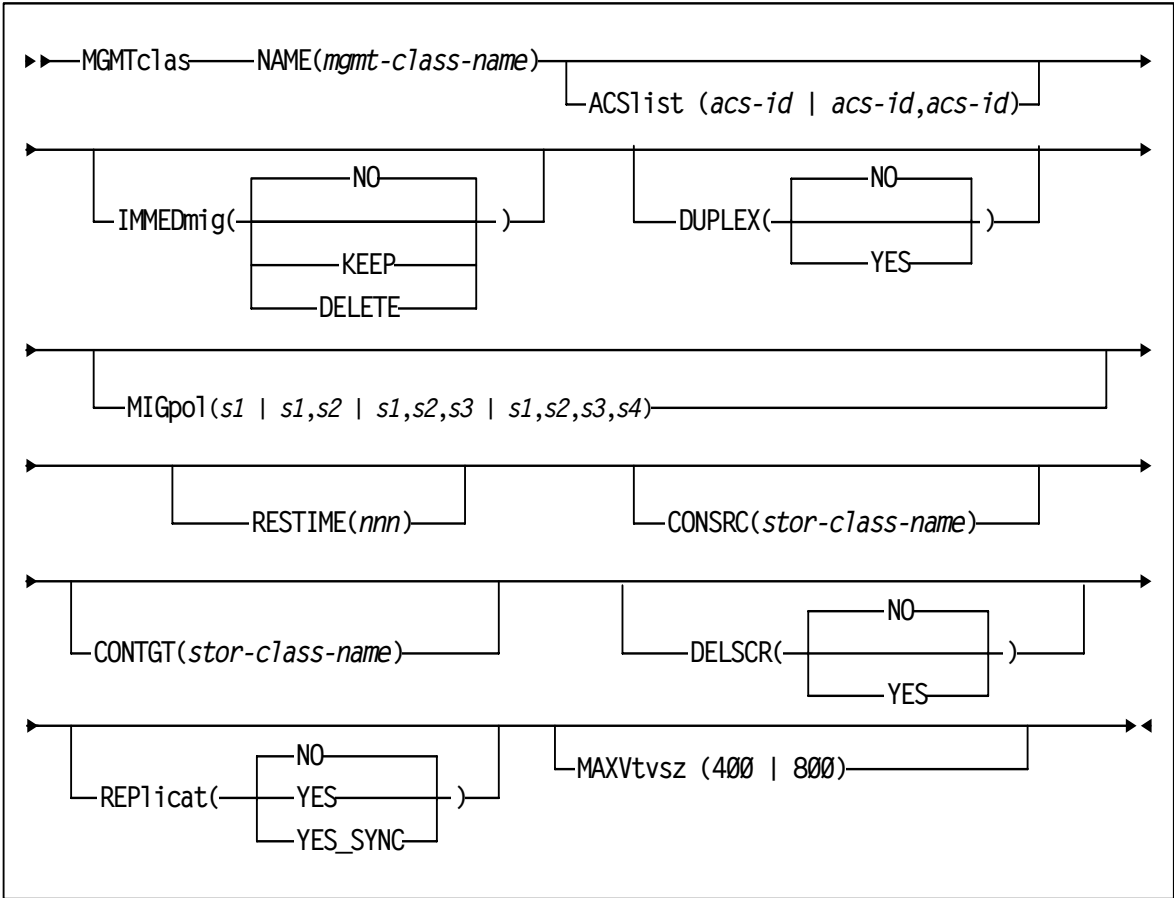 MGMTclas NAME(mgmt-class-name)
ACSlist (acs-id | acs-id,acs-id)
NO NO
IMMEDmig( ) DUPLEX( )
KEEP YES
DELETE
MIGpol(s1 | s1,s2 | s1,s2,s3 | s1,s2,s3,s4)
RESTIME(nnn) CONSRC(stor-class-name)
NO
CONTGT(stor-class-name) DELSCR( )
YES
NO
MAXVtvsz (4ØØ | 8ØØ)
REPlicat( YES )
YES_SYNC